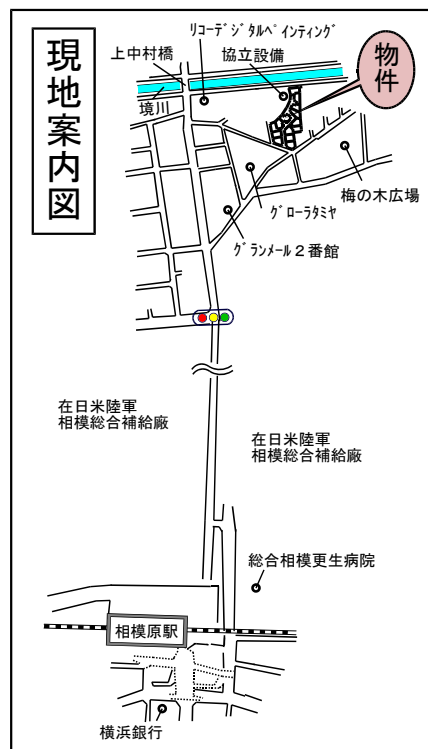 現地案内図
リコーデジタルペインティング
上中村橋
協立設備
物件
境川
梅の木広場
グローラタミヤ
グランメール２番館
在日米陸軍
相模総合補給廠
在日米陸軍
相模総合補給廠
総合相模更生病院
相模原駅
横浜銀行